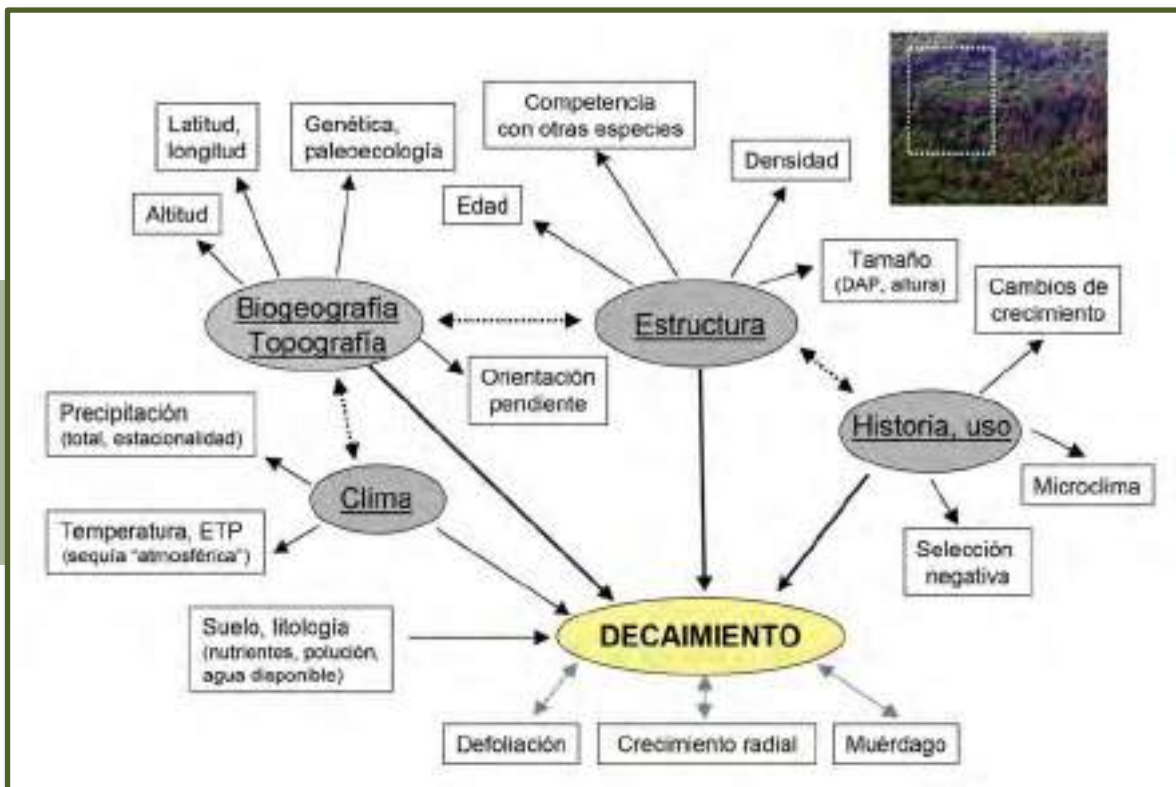 Competencia
con otras especies
Latitud,
longitud
Genética,
paleoecología
Densidad
Edad
Altitud
Tamaño
(DAP, altura)
Cambios de
crecimiento
Biogeografía
Topografía
Estructura
Orientación
pendiente
Precipitación
(total, estacionalidad)
Historia, uso
Clima
Microclima
Temperatura, ETP
(sequía "atmosférica")
Selección
negativa
Suelo, litología
(nutrientes, polución,
agua disponible)
DECAIMIENTO
Defoliación
Crecimiento radial
Muérdago